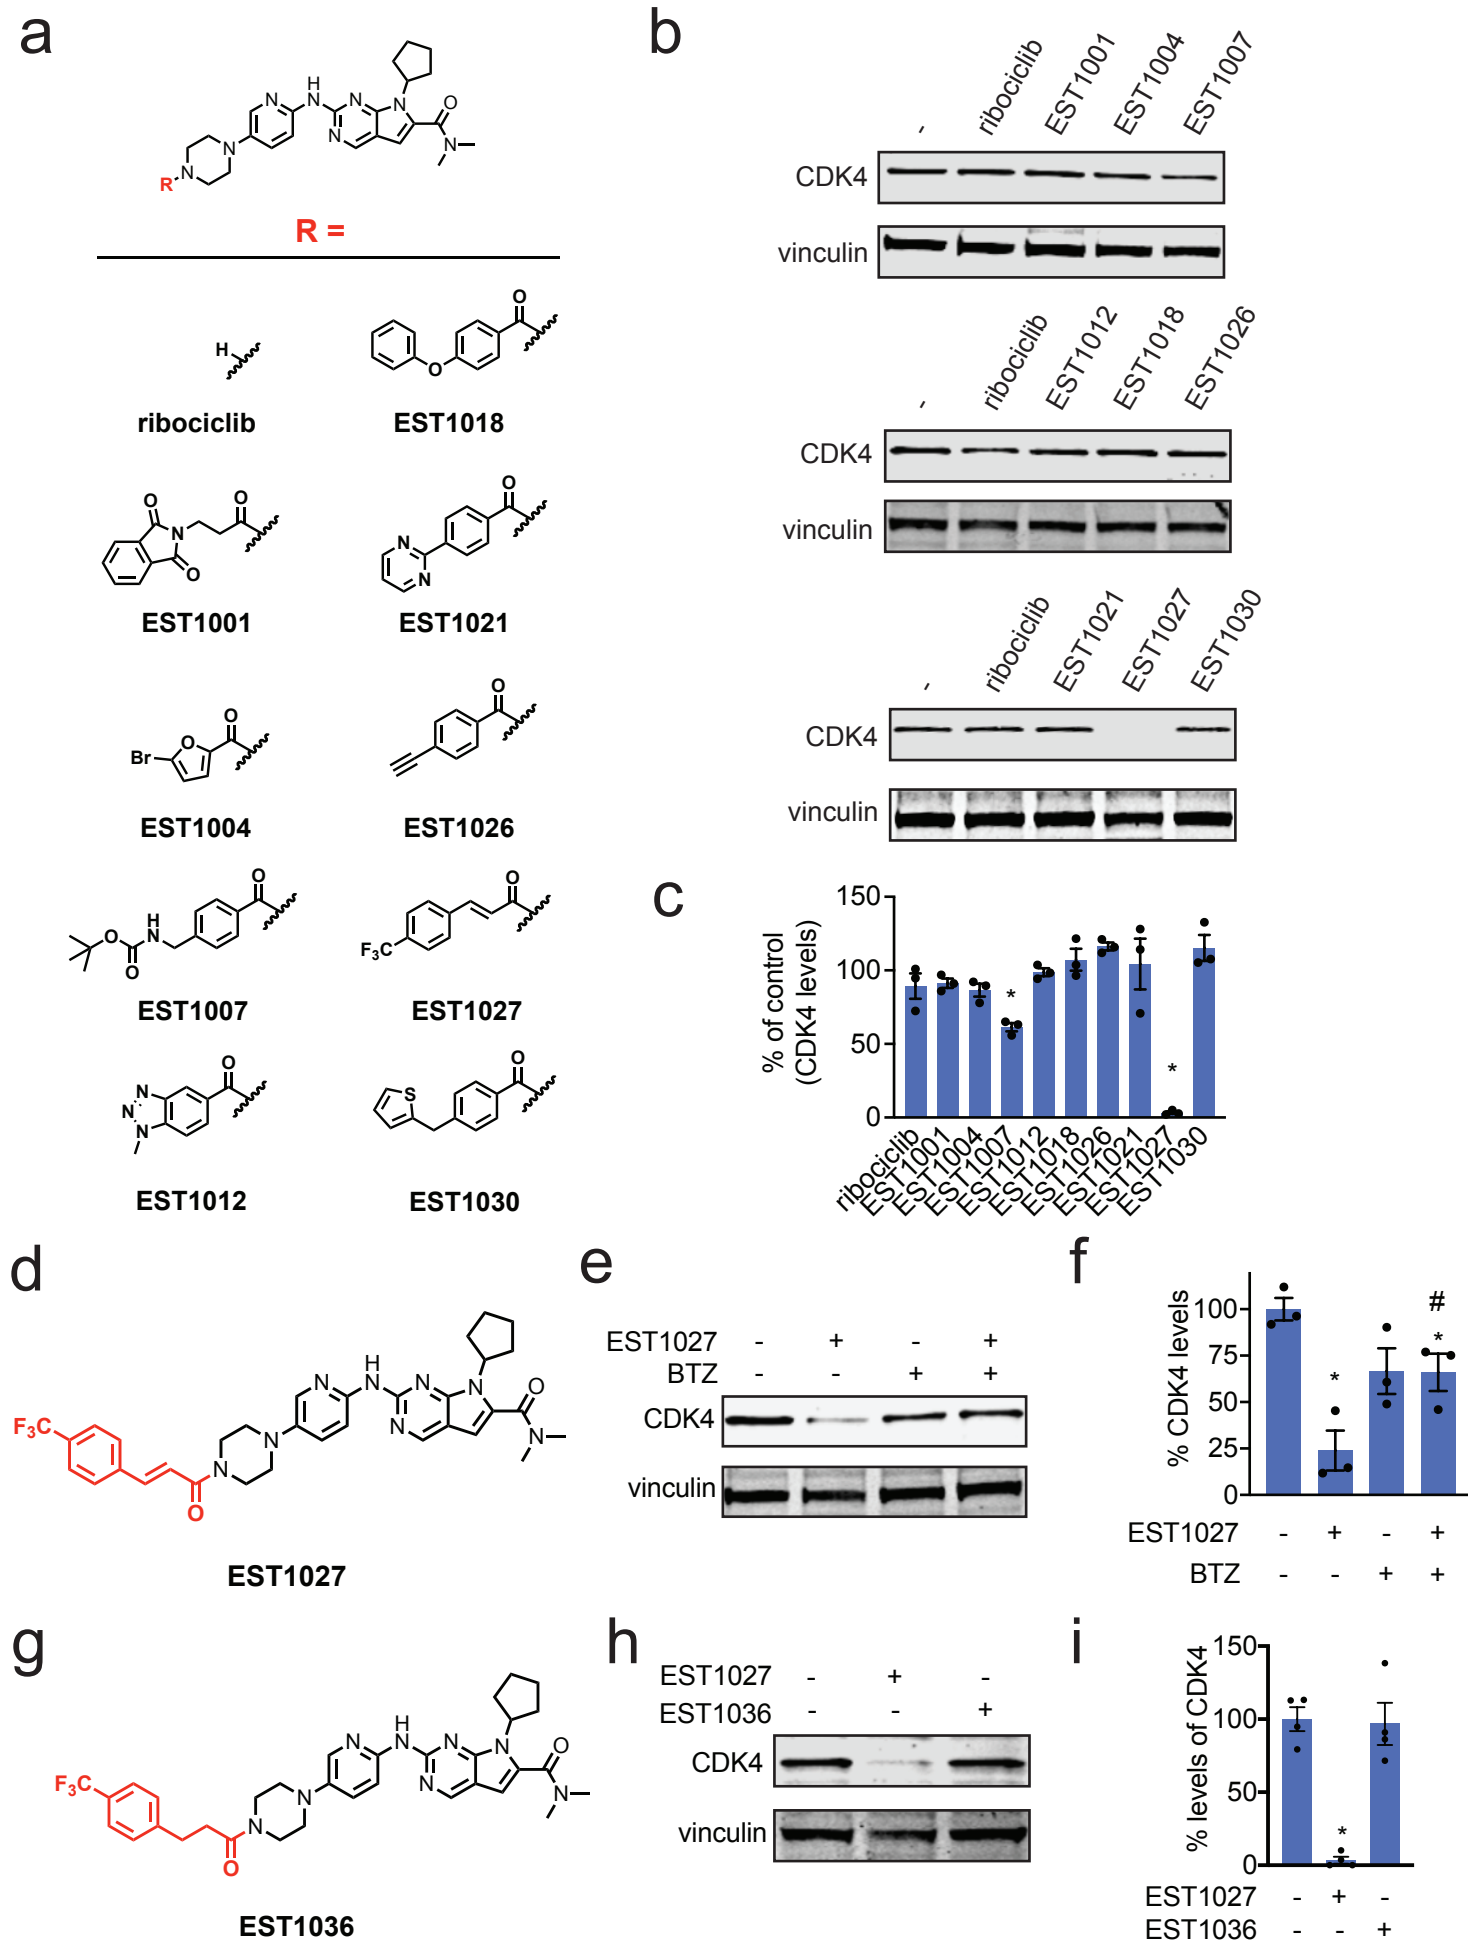 a
H
N
N
N
N
N
N
N
O
N
R
R =
H
ribociclib
O
O
EST1018
O
N
O
O
EST1001
N
N
O
EST1021
Br
O
O
EST1004
O
EST1026
O
O
H
N
O
EST1007
F₃C
O
EST1027
N
N
N
O
EST1012
S
O
EST1030
b
-
ribociclib
EST1001
EST1004
EST1007
CDK4
vinculin
-
ribociclib
EST1012
EST1018
EST1026
CDK4
vinculin
-
ribociclib
EST1021
EST1027
EST1030
CDK4
vinculin
c
% of control
(CDK4 levels)
150
100
50
0
*
*
ribociclib
EST1001
EST1004
EST1007
EST1012
EST1018
EST1026
EST1021
EST1027
EST1030
d
F₃C
O
N
N
N
H
N
N
N
N
O
N
EST1027
e
EST1027 - + - +
BTZ - - + +
CDK4
vinculin
f
% CDK4 levels
100
75
50
25
0
*
#
*
EST1027 - + - +
BTZ - - + +
g
F₃C
O
N
N
N
H
N
N
N
N
O
N
EST1036
h
EST1027 - + -
EST1036 - - +
CDK4
vinculin
i
% levels of CDK4
150
100
50
0
*
EST1027 - + -
EST1036 - - +